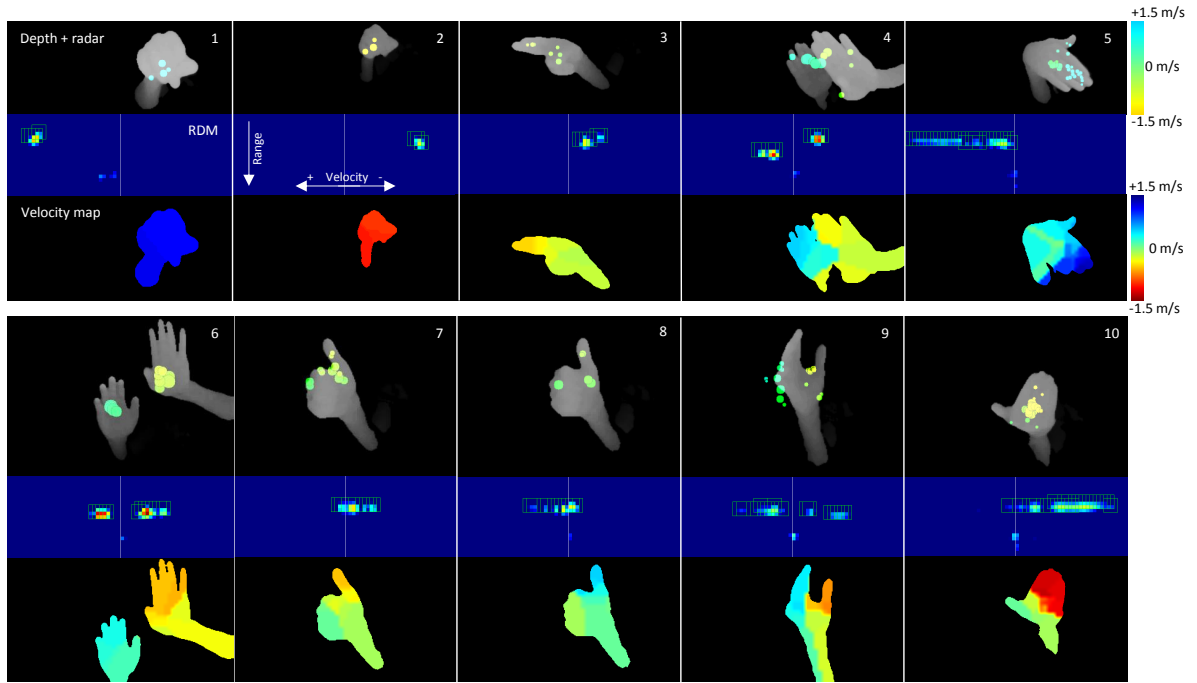 Depth + radar
1
2
3
4
5
+1.5 m/s
0 m/s
-1.5 m/s
RDM
Range
+ Velocity -
Velocity map
+1.5 m/s
0 m/s
-1.5 m/s
6
7
8
9
10